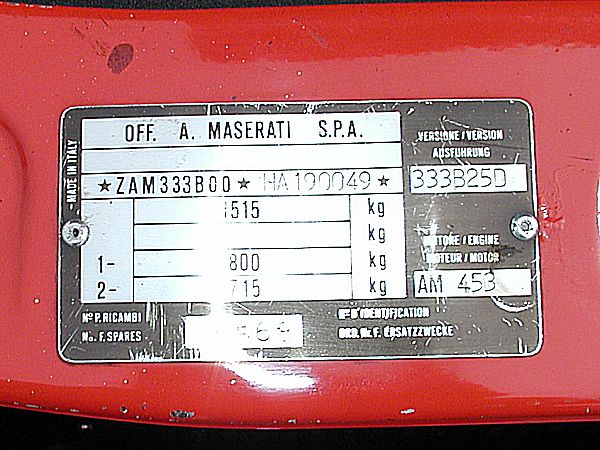 MADE IN ITALY
OFF. A. MASERATI S.P.A.
VERSIONE / VERSION
AUSFUHRUNG
★ZAM333B00★HA190049★
333B25D
1515 kg
kg
1- 800 kg
2- 715 kg
MOTORE / ENGINE
MOTEUR / MOTOR
AM 453
Nº P. RICAMBI
No. F. SPARES
Nº D'IDENTIFICATION
ORD. Nr. F. ERSATZZWECKE